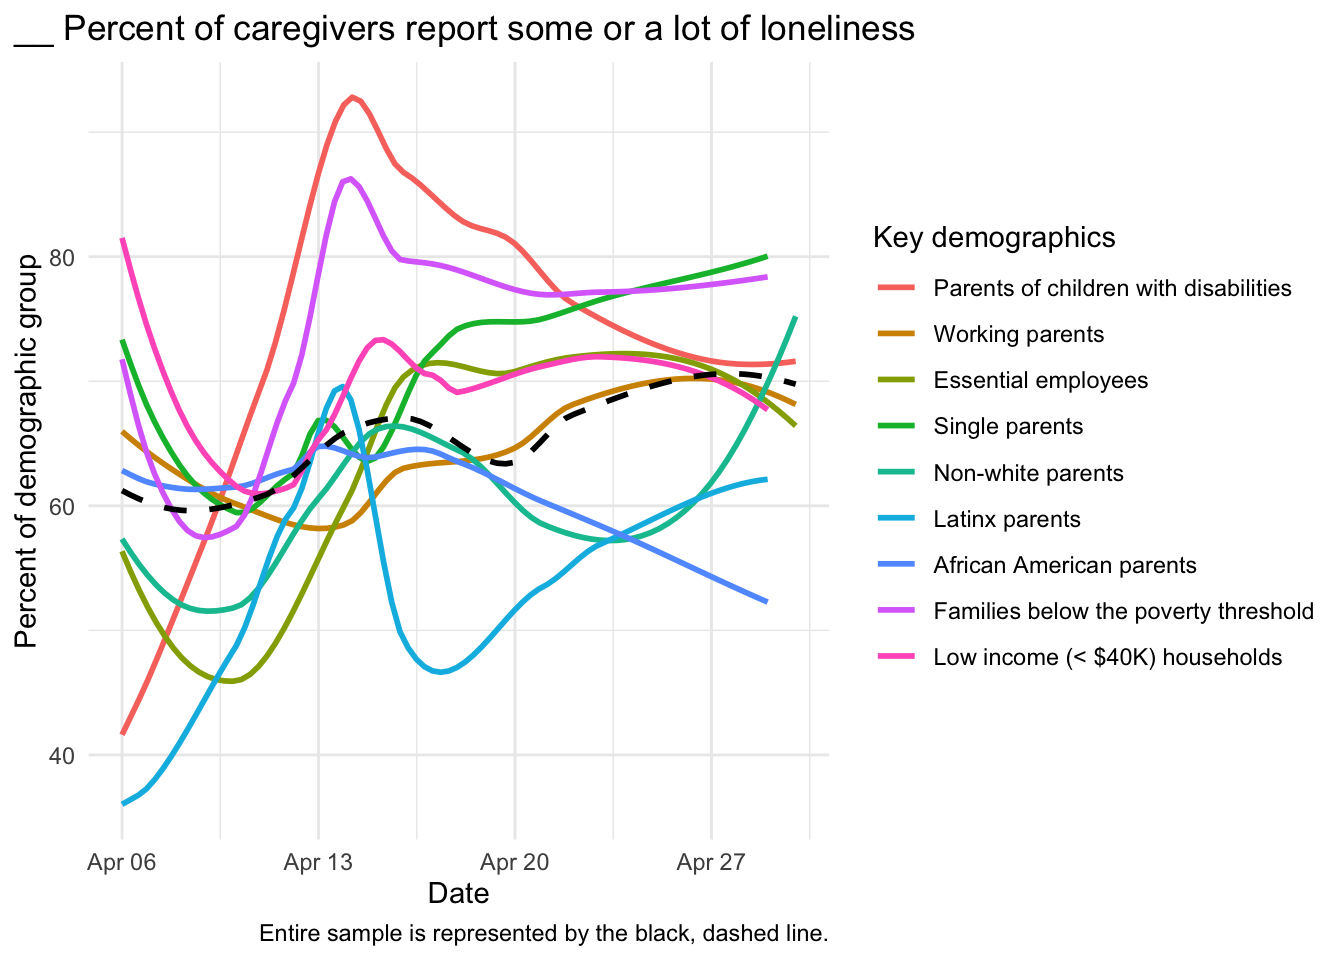 __ Percent of caregivers report some or a lot of loneliness
Percent of demographic group
80
60
40
Apr 06
Apr 13
Apr 20
Apr 27
Date
Key demographics
Parents of children with disabilities
Working parents
Essential employees
Single parents
Non-white parents
Latinx parents
African American parents
Families below the poverty threshold
Low income (< $40K) households
Entire sample is represented by the black, dashed line.